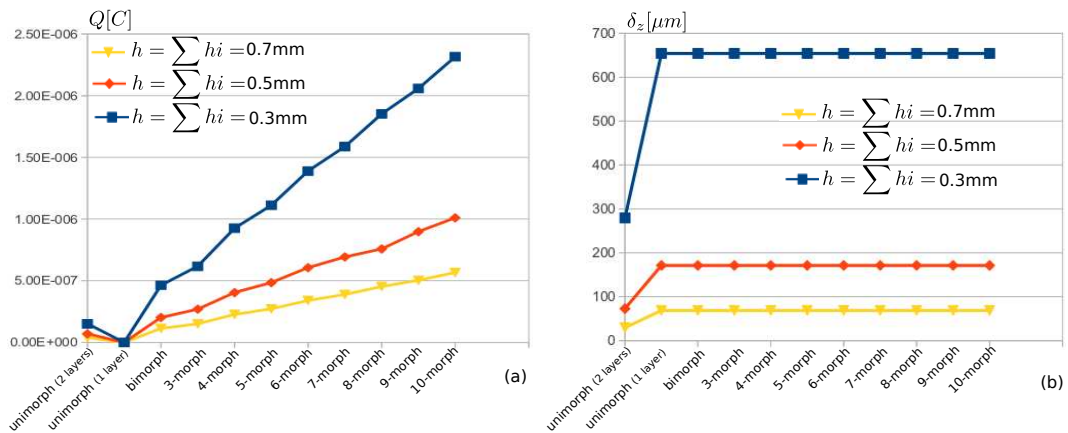 Q[C]
2.50E-006
2.00E-006
1.50E-006
1.00E-006
5.00E-007
0.00E+000
h = ∑ hi = 0.7mm
h = ∑ hi = 0.5mm
h = ∑ hi = 0.3mm
unimorph (2 layers)
unimorph (1 layer)
bimorph
3-morph
4-morph
5-morph
6-morph
7-morph
8-morph
9-morph
10-morph
(a)
δz[μm]
700
600
500
400
300
200
100
0
h = ∑ hi = 0.7mm
h = ∑ hi = 0.5mm
h = ∑ hi = 0.3mm
unimorph (2 layers)
unimorph (1 layer)
bimorph
3-morph
4-morph
5-morph
6-morph
7-morph
8-morph
9-morph
10-morph
(b)